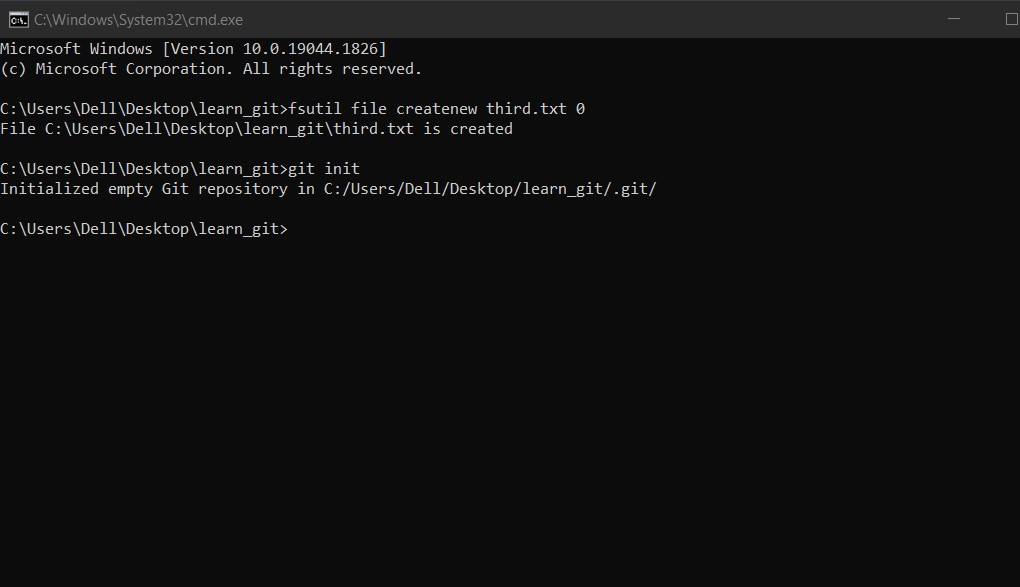 C:\Windows\System32\cmd.exe
Microsoft Windows [Version 10.0.19044.1826]
(c) Microsoft Corporation. All rights reserved.
C:\Users\Dell\Desktop\learn_git>fsutil file createnew third.txt 0
File C:\Users\Dell\Desktop\learn_git\third.txt is created
C:\Users\Dell\Desktop\learn_git>git init
Initialized empty Git repository in C:/Users/Dell/Desktop/learn_git/.git/
C:\Users\Dell\Desktop\learn_git>